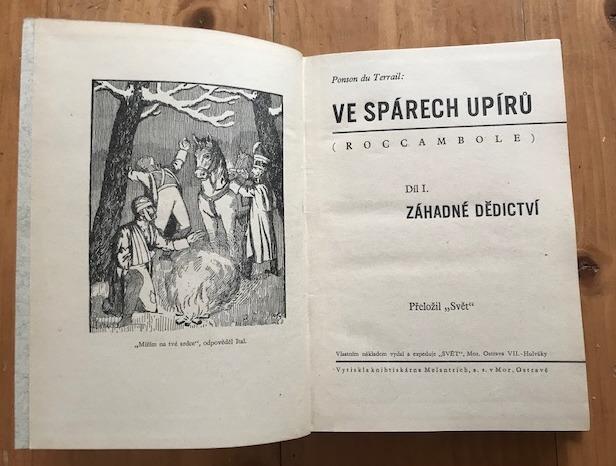 „Mířím na tvé srdce“, odpověděl Ital.
Ponson du Terrail:
VE SPÁRECH UPÍRŮ
(ROCCAMBOLE)
Díl I.
ZÁHADNÉ DĚDICTVÍ
Přeložil „Svět“
Vlastním nákladem vydal a expeduje „SVĚT“, Mor. Ostrava VII. - Hulváky
Vytiskla knihtiskárna Melantrich, a. s. v Mor. Ostravě